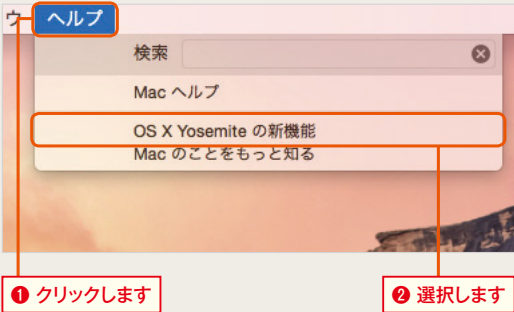 ウ ヘルプ
検索
Mac ヘルプ
OS X Yosemite の新機能
Mac のことをもっと知る
❶ クリックします
❷ 選択します